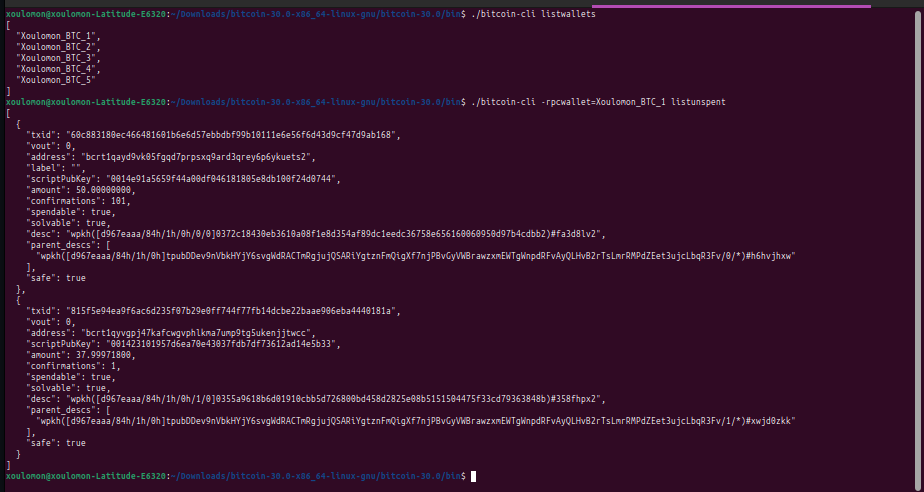 xoulomon@xoulomon-Latitude-E6320:~/Downloads/bitcoin-30.0-x86_64-linux-gnu/bitcoin-30.0/bin$ ./bitcoin-cli listwallets
[
  "Xoulomon_BTC_1",
  "Xoulomon_BTC_2",
  "Xoulomon_BTC_3",
  "Xoulomon_BTC_4",
  "Xoulomon_BTC_5"
]
xoulomon@xoulomon-Latitude-E6320:~/Downloads/bitcoin-30.0-x86_64-linux-gnu/bitcoin-30.0/bin$ ./bitcoin-cli -rpcwallet=Xoulomon_BTC_1 listunspent
[
  {
    "txid": "60c883180ec466481601b6e6d57ebbdbf99b10111e6e56f6d43d9cf47d9ab168",
    "vout": 0,
    "address": "bcrt1qayd9vk05fgqd7prpsxq9ard3qrey6p6ykuets2",
    "label": "",
    "scriptPubKey": "0014e91a5659f44a00df046181805e8db100f24d0744",
    "amount": 50.00000000,
    "confirmations": 101,
    "spendable": true,
    "solvable": true,
    "desc": "wpkh([d967eaaa/84h/1h/0h/0/0]0372c18430eb3610a08f1e8d354af89dc1eedc36758e656160060950d97b4cdbb2)#fa3d8lv2",
    "parent_descs": [
      "wpkh([d967eaaa/84h/1h/0h]tpubDDev9nVbkHYjY6svgWdRACTmRgjujQSARiYgtznFmQigXf7njPBvGyVWBrawzxmEWTgWnpdRFvAyQLHvB2rTsLmrRMPdZEet3ujcLbqR3Fv/0/*)#h6hvjhxw"
    ],
    "safe": true
  },
  {
    "txid": "815f5e94ea9f6ac6d235f07b29e0ff744f77fb14dcbe22baae906eba4440181a",
    "vout": 0,
    "address": "bcrt1qyvgpj47kafcwgvphlkma7ump9tg5ukenjjtwcc",
    "scriptPubKey": "001423101957d6ea70e43037fdb7df73612ad14e5b33",
    "amount": 37.99971800,
    "confirmations": 1,
    "spendable": true,
    "solvable": true,
    "desc": "wpkh([d967eaaa/84h/1h/0h/1/0]0355a9618b6d01910cbb5d726800bd458d2825e08b5151504475f33cd79363848b)#358fhpx2",
    "parent_descs": [
      "wpkh([d967eaaa/84h/1h/0h]tpubDDev9nVbkHYjY6svgWdRACTmRgjujQSARiYgtznFmQigXf7njPBvGyVWBrawzxmEWTgWnpdRFvAyQLHvB2rTsLmrRMPdZEet3ujcLbqR3Fv/1/*)#xwjd0zkk"
    ],
    "safe": true
  }
]
xoulomon@xoulomon-Latitude-E6320:~/Downloads/bitcoin-30.0-x86_64-linux-gnu/bitcoin-30.0/bin$